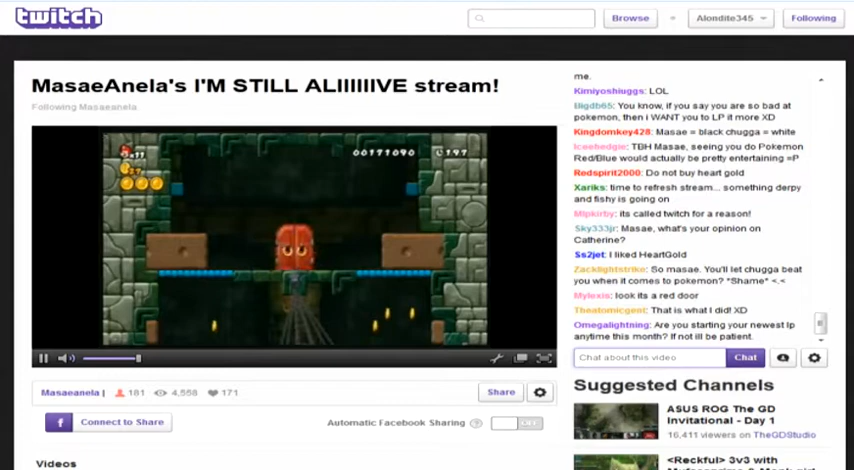 twitch
Browse
Alondite345
Following
MasaeAnela's I'M STILL ALIIIIIIVE stream!
Following Masaeanela
00171090
197
Masaeanela | 181 4,558 171
Share
f Connect to Share
Automatic Facebook Sharing ? OFF
Videos
me.
Kimiyoshiuggs: LOL
You know, if you say you are so bad at
pokemon, then i WANT you to LP it more XD
Kingdomkey428: Masae = black chugga = white
Iceehedgie: TBH Masae, seeing you do Pokemon
Red/Blue would actually be pretty entertaining =P
Redspirit2000: Do not buy heart gold
Xariks: time to refresh stream... something derpy
and fishy is going on
Mlpkirby: its called twitch for a reason!
Sky333jr: Masae, what's your opinion on
Catherine?
Ss2jet: I liked HeartGold
Zacklightstrike: So masae. You'll let chugga beat
you when it comes to pokemon? *Shame* <.<
Mylexis: look its a red door
Theatomicgent: That is what I did! XD
Omegalightning: Are you starting your newest lp
anytime this month? If not ill be patient.
Chat about this video
Chat
Suggested Channels
ASUS ROG The GD
Invitational - Day 1
16,411 viewers on TheGDStudio
<Reckful> 3v3 with